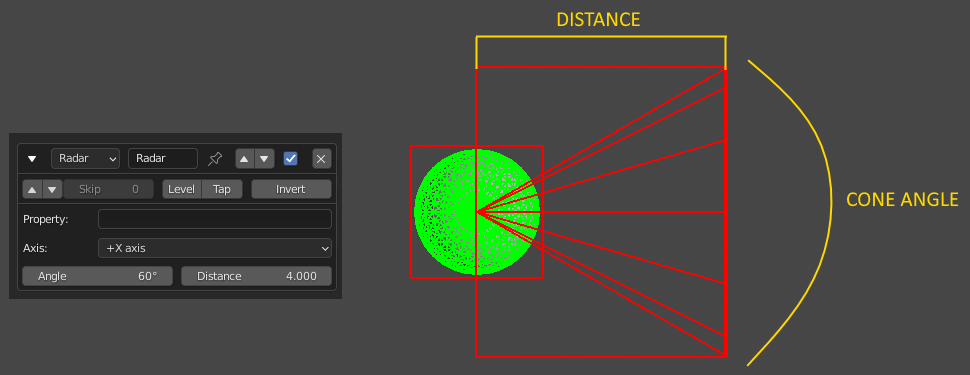 DISTANCE
Radar Radar
Skip 0 Level Tap Invert
Property:
Axis: +X axis
Angle 60° Distance 4.000
CONE ANGLE